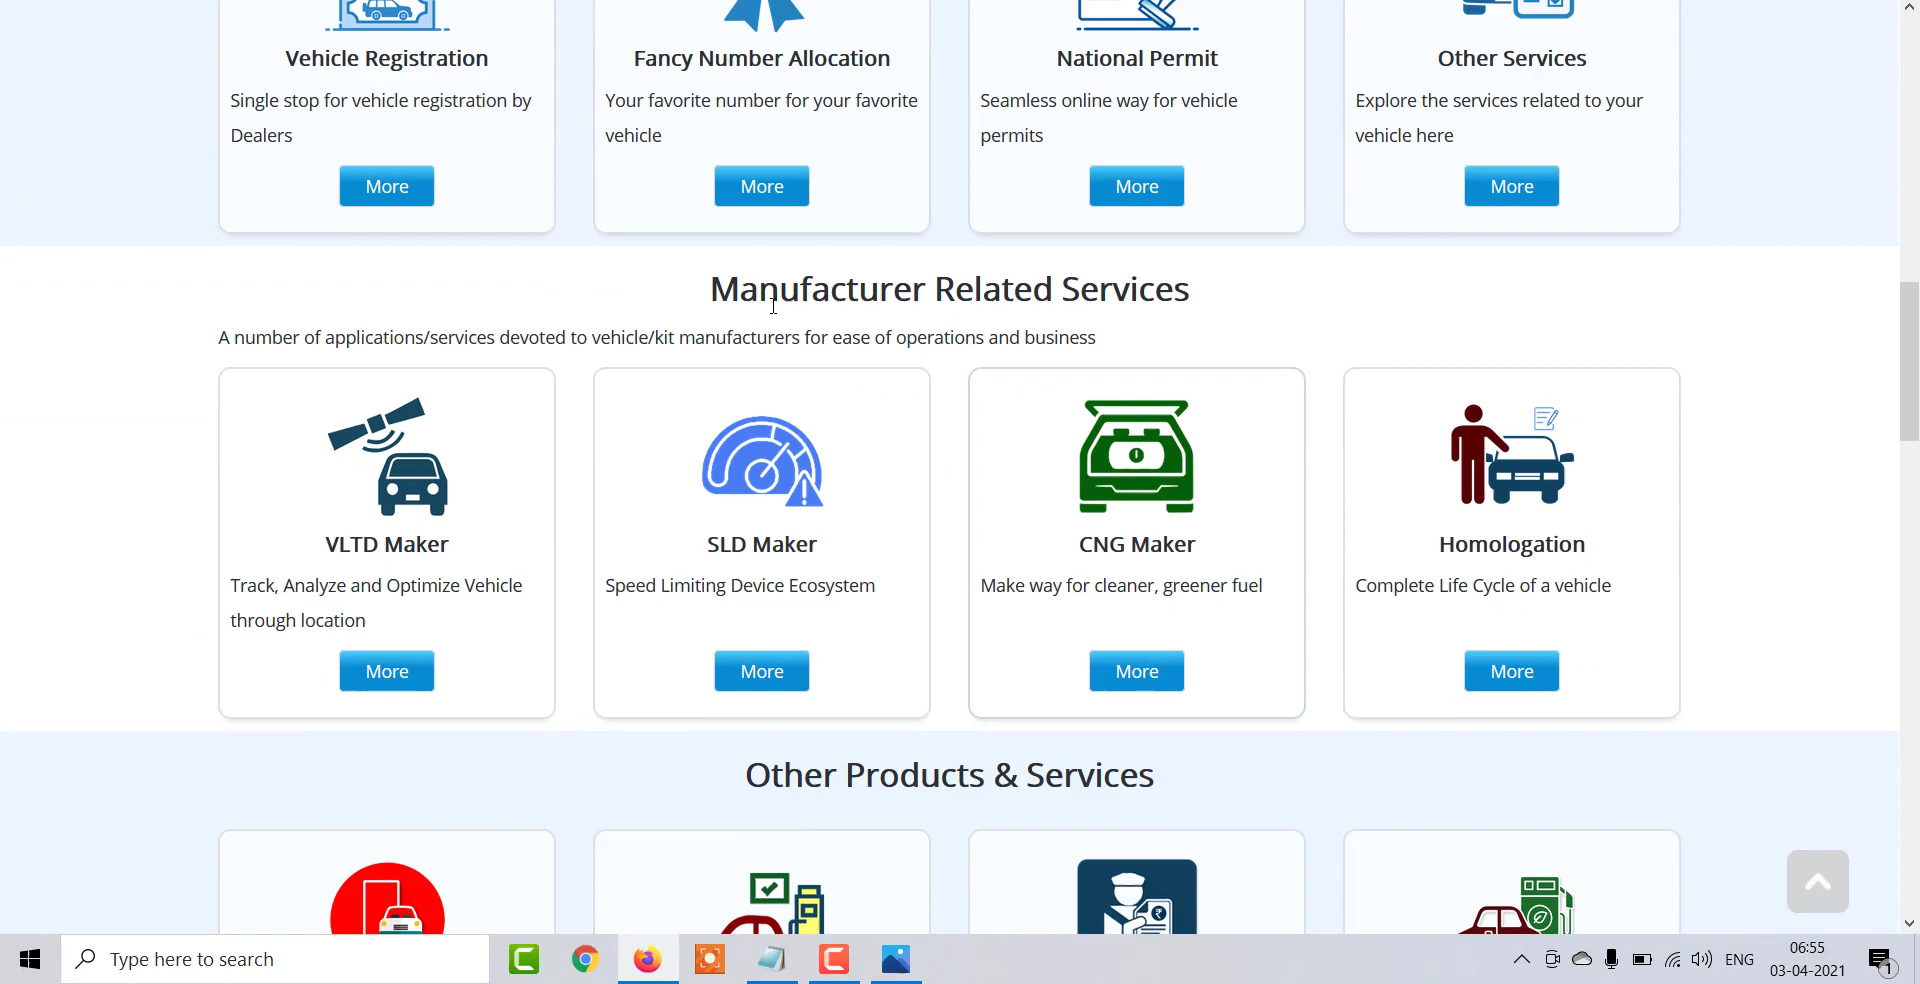 Vehicle Registration
Single stop for vehicle registration by
Dealers
More
Fancy Number Allocation
Your favorite number for your favorite
vehicle
More
National Permit
Seamless online way for vehicle
permits
More
Other Services
Explore the services related to your
vehicle here
More
Manufacturer Related Services
A number of applications/services devoted to vehicle/kit manufacturers for ease of operations and business
VLTD Maker
Track, Analyze and Optimize Vehicle
through location
More
SLD Maker
Speed Limiting Device Ecosystem
More
CNG Maker
Make way for cleaner, greener fuel
More
Homologation
Complete Life Cycle of a vehicle
More
Other Products & Services
Type here to search
ENG
06:55
03-04-2021
1